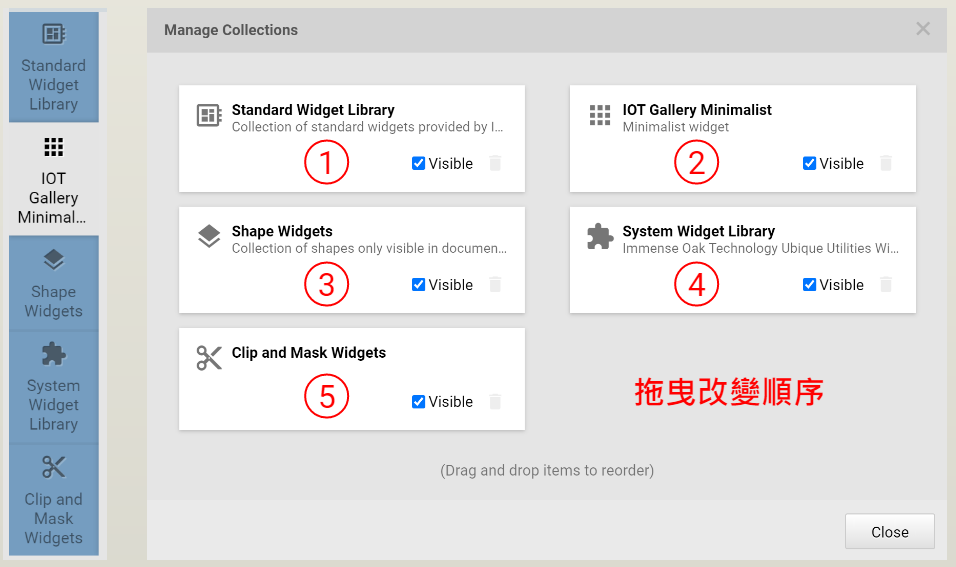 Standard
Widget
Library
IOT
Gallery
Minimal...
Shape
Widgets
System
Widget
Library
Clip and
Mask
Widgets
Manage Collections
Standard Widget Library
Collection of standard widgets provided by I...
① Visible
IOT Gallery Minimalist
Minimalist widget
② Visible
Shape Widgets
Collection of shapes only visible in documen...
③ Visible
System Widget Library
Immense Oak Technology Ubique Utilities Wi...
④ Visible
Clip and Mask Widgets
⑤ Visible
拖曳改變順序
(Drag and drop items to reorder)
Close